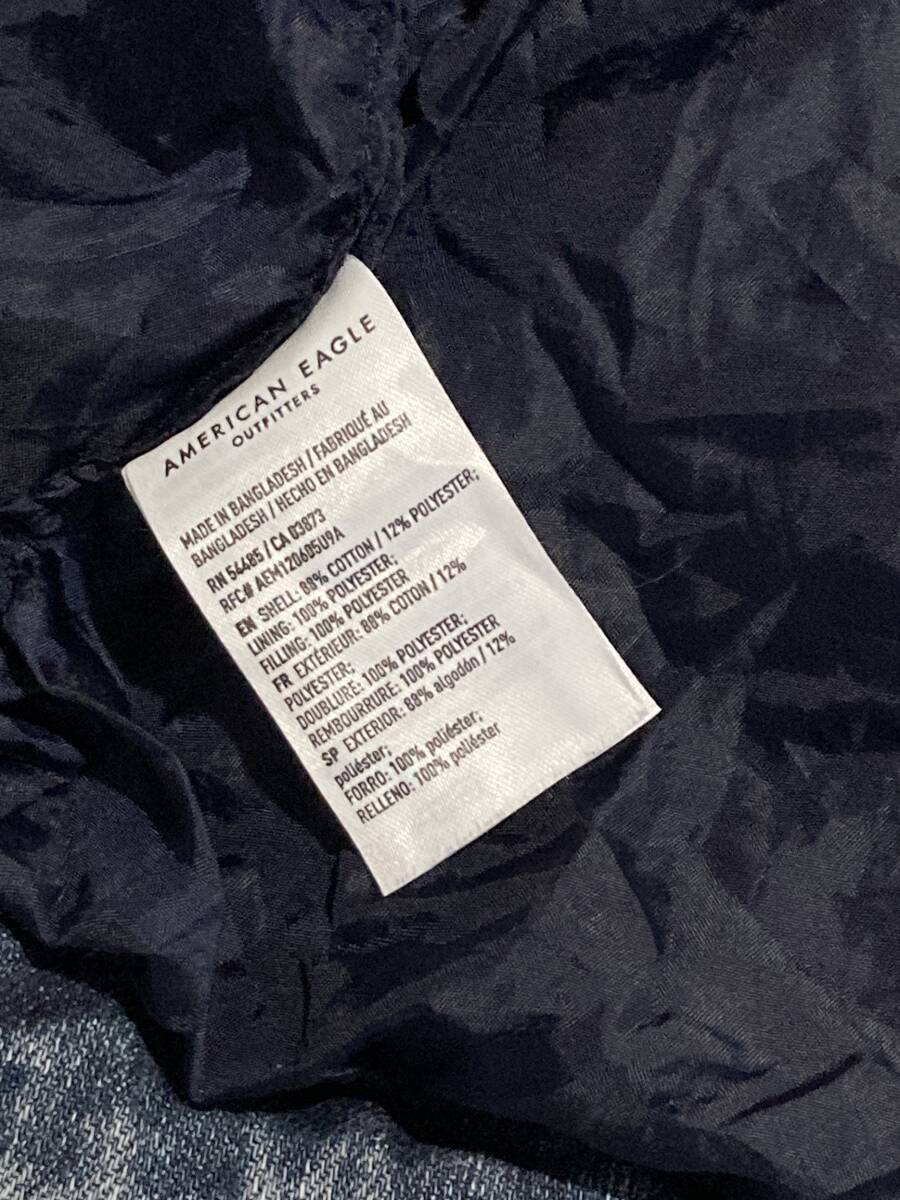 AMERICAN EAGLE
OUTFITTERS
MADE IN BANGLADESH / FABRIQUÉ AU
BANGLADESH / HECHO EN BANGLADESH
RN 54485 / CA 03873
RFC# AEM1206D5U9A
EN SHELL: 88% COTTON / 12% POLYESTER;
LINING: 100% POLYESTER;
FILLING: 100% POLYESTER
FR EXTÉRIEUR: 88% COTON / 12%
POLYESTER;
DOUBLURE: 100% POLYESTER;
REMBOURRURE: 100% POLYESTER
SP EXTERIOR: 88% algodón / 12%
poliéster;
FORRO: 100% poliéster;
RELLENO: 100% poliéster